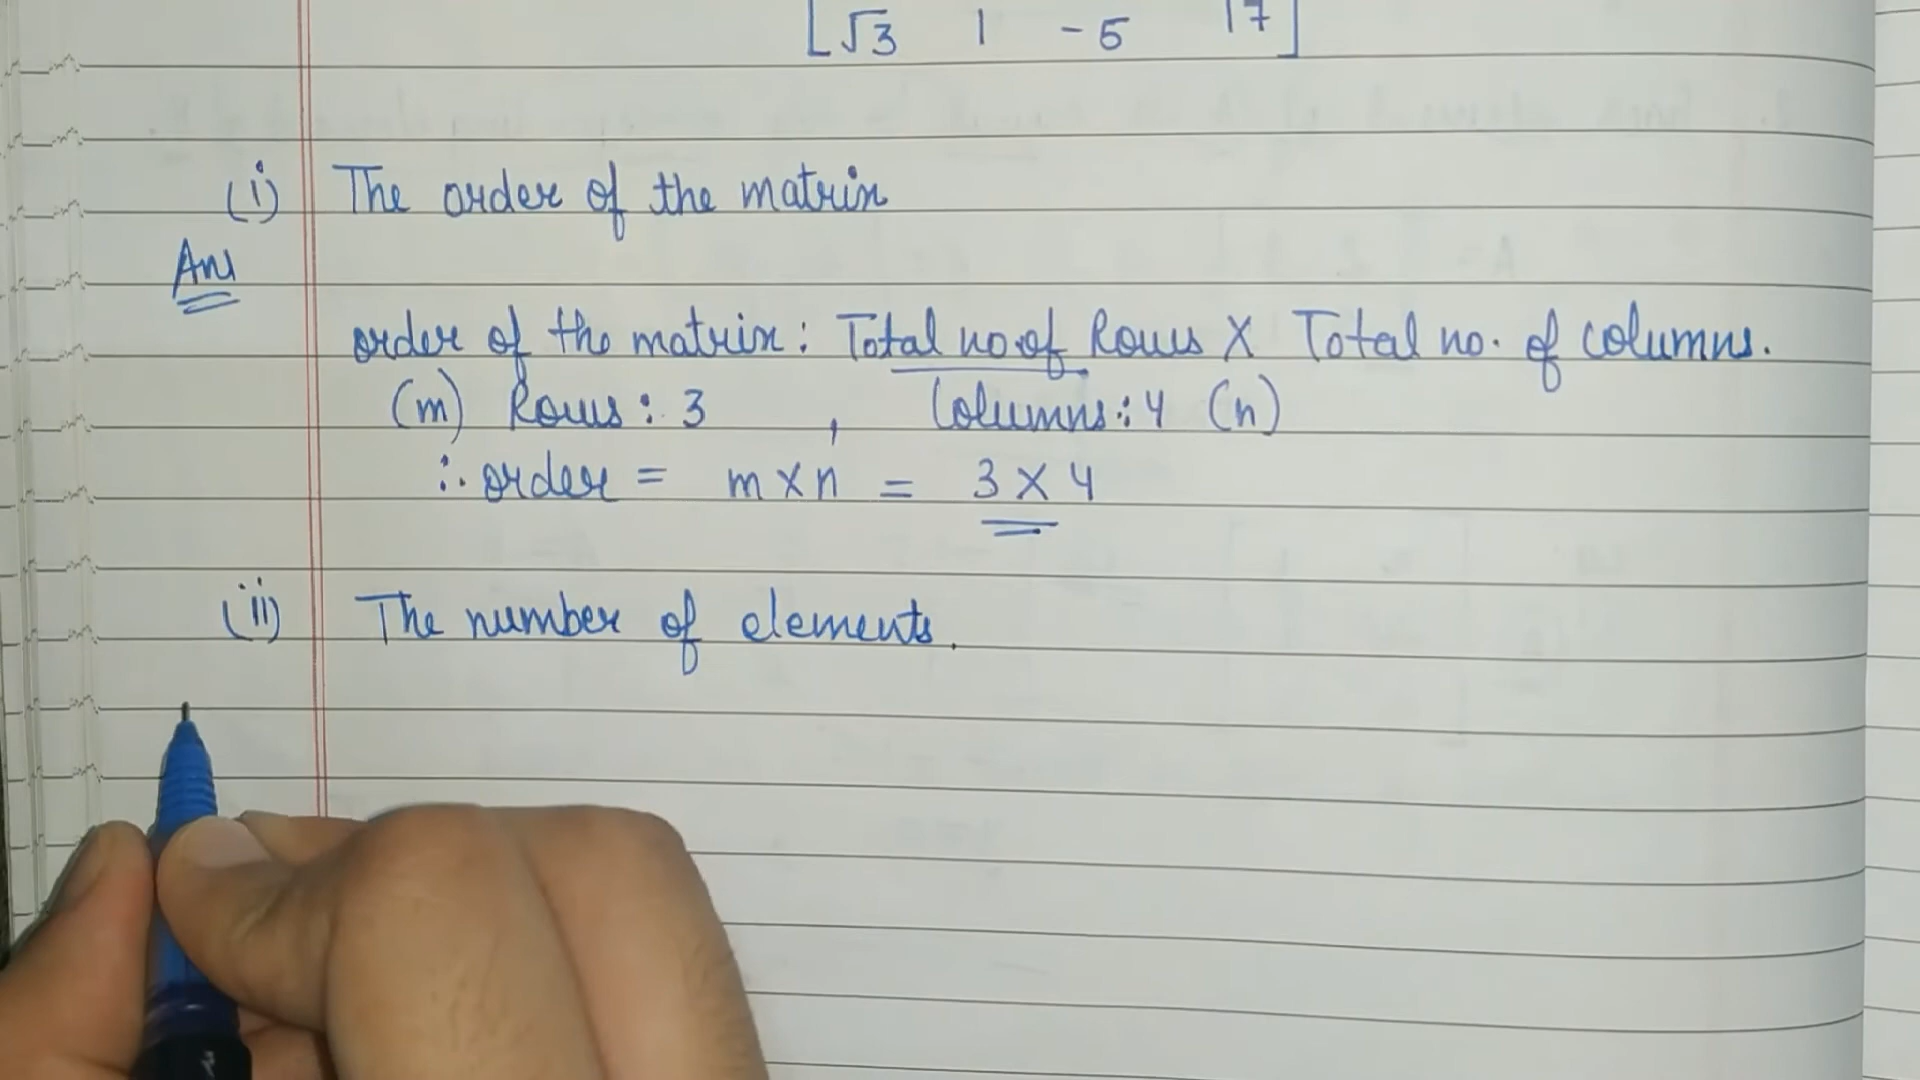 [√3 1 -5 17]
(i) The order of the matrix
Ans
order of the matrix : Total no. of Rows X Total no. of columns.
(m) Rows : 3 , Columns : 4 (n)
∴ order = m x n = 3 X 4
(ii) The number of elements.